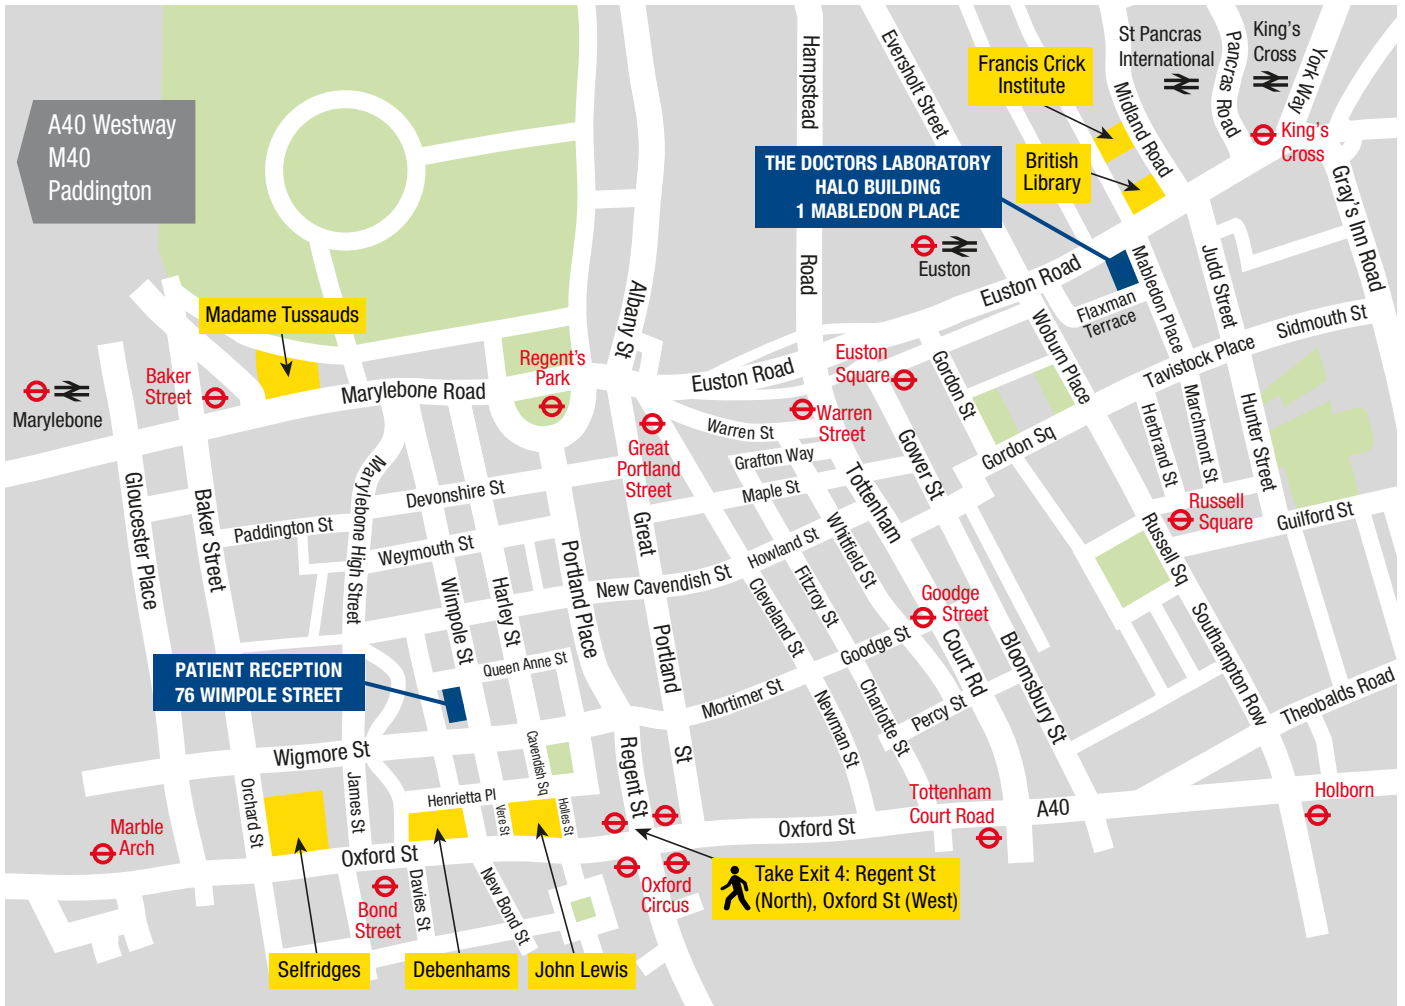 A40 Westway
M40
Paddington
Hampstead
Road
Eversholt Street
Francis Crick
Institute
St Pancras
International
Pancras Road
King's
Cross
York Way
Midland Road
King's
Cross
British
Library
THE DOCTORS LABORATORY
HALO BUILDING
1 MABLEDON PLACE
Gray's Inn Road
Euston
Euston Road
Mabledon Place
Judd Street
Flaxman
Terrace
Albany St
Madame Tussauds
Sidmouth St
Tavistock Place
Woburn Place
Regent's
Park
Euston
Square
Gordon St
Baker
Street
Marylebone
Marylebone Road
Euston Road
Warren
Street
Warren St
Great
Portland
Street
Grafton Way
Maple St
Gower St
Gordon Sq
Herbrand St
Marchmont St
Hunter Street
Gloucester Place
Baker Street
Marylebone High Street
Devonshire St
Paddington St
Weymouth St
Tottenham
Russell
Square
Guilford St
Russell Sq
Great
Whitfield St
Howland St
New Cavendish St
Portland Place
Wimpole St
Harley St
Cleveland St
Fitzroy St
Goodge
Street
Goodge St
Court Rd
Bloomsbury St
Southampton Row
Portland
Queen Anne St
PATIENT RECEPTION
76 WIMPOLE STREET
Mortimer St
Newman St
Charlotte St
Percy St
Theobalds Road
Wigmore St
Cavendish Sq
Regent St
St
Orchard St
James St
Henrietta Pl
Vere St
Holles St
Tottenham
Court Road
A40
Holborn
Marble
Arch
Oxford St
Oxford St
Bond
Street
Davies St
New Bond St
Oxford
Circus
Take Exit 4: Regent St
(North), Oxford St (West)
Selfridges
Debenhams
John Lewis